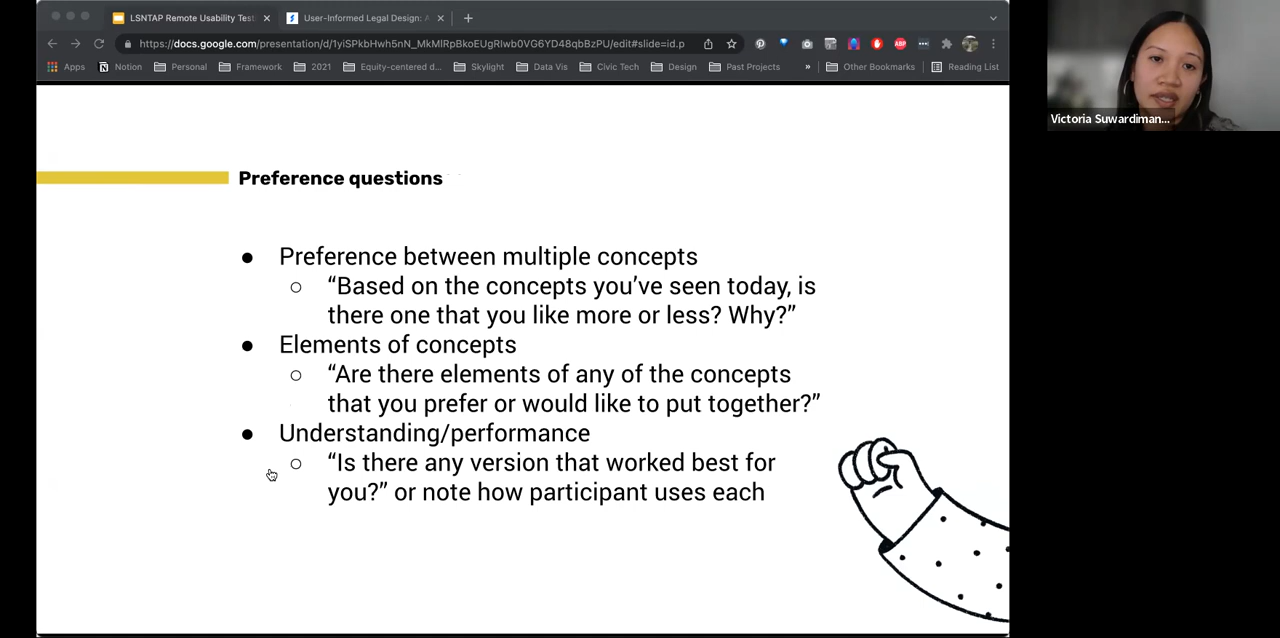 LSNTAP Remote Usability Test
User-Informed Legal Design: A
https://docs.google.com/presentation/d/1yiSPkbHwh5nN_MkMIRpBkoEUgRIwb0VG6YD48qbBzPU/edit#slide=id.p
ABP
Apps
Notion
Personal
Framework
2021
Equity-centered d...
Skylight
Data Vis
Civic Tech
Design
Past Projects
»
Other Bookmarks
Reading List
Victoria Suwardiman...
Preference questions
● Preference between multiple concepts
○ “Based on the concepts you’ve seen today, is
there one that you like more or less? Why?”
● Elements of concepts
○ “Are there elements of any of the concepts
that you prefer or would like to put together?”
● Understanding/performance
○ “Is there any version that worked best for
you?” or note how participant uses each